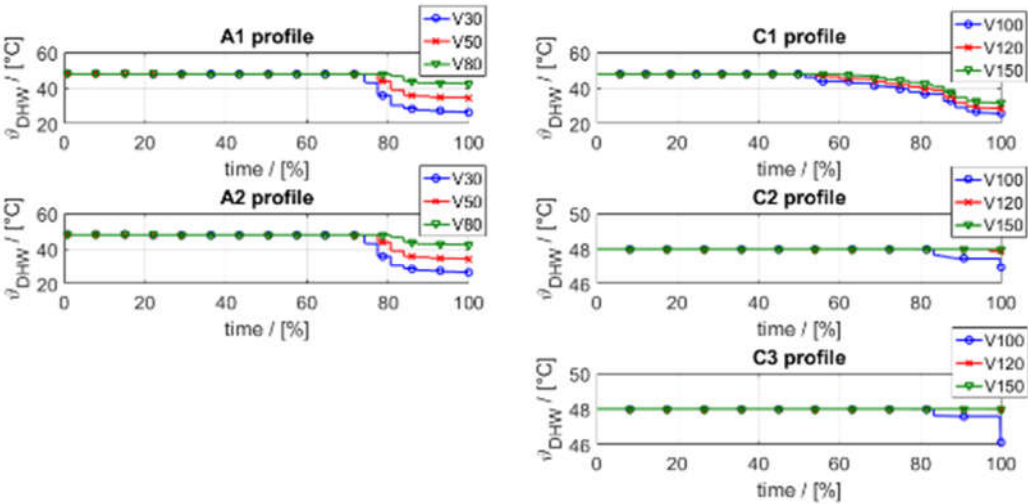 A1 profile
V30
V50
V80
ϑDHW / [°C]
60
40
20
0 20 40 60 80 100
time / [%]
C1 profile
V100
V120
V150
ϑDHW / [°C]
60
40
20
0 20 40 60 80 100
time / [%]
A2 profile
V30
V50
V80
ϑDHW / [°C]
60
40
20
0 20 40 60 80 100
time / [%]
C2 profile
V100
V120
V150
ϑDHW / [°C]
50
48
46
0 20 40 60 80 100
time / [%]
C3 profile
V100
V120
V150
ϑDHW / [°C]
50
48
46
0 20 40 60 80 100
time / [%]